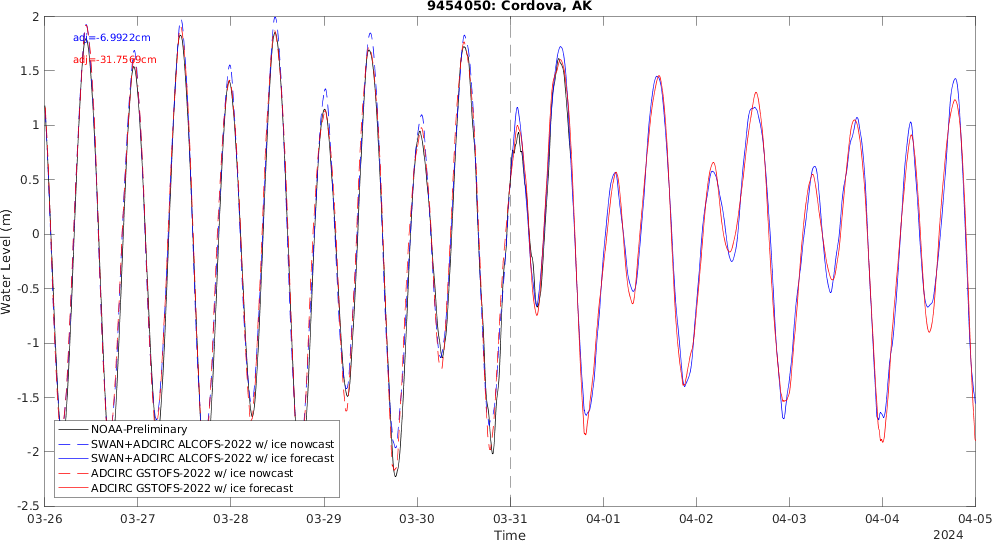 9454050: Cordova, AK
adj=-6.9922cm
adj=-31.7569cm
Water Level (m)
2
1.5
1
0.5
0
-0.5
-1
-1.5
-2
-2.5
NOAA-Preliminary
SWAN+ADCIRC ALCOFS-2022 w/ ice nowcast
SWAN+ADCIRC ALCOFS-2022 w/ ice forecast
ADCIRC GSTOFS-2022 w/ ice nowcast
ADCIRC GSTOFS-2022 w/ ice forecast
03-26 03-27 03-28 03-29 03-30 03-31 04-01 04-02 04-03 04-04 04-05
Time
2024